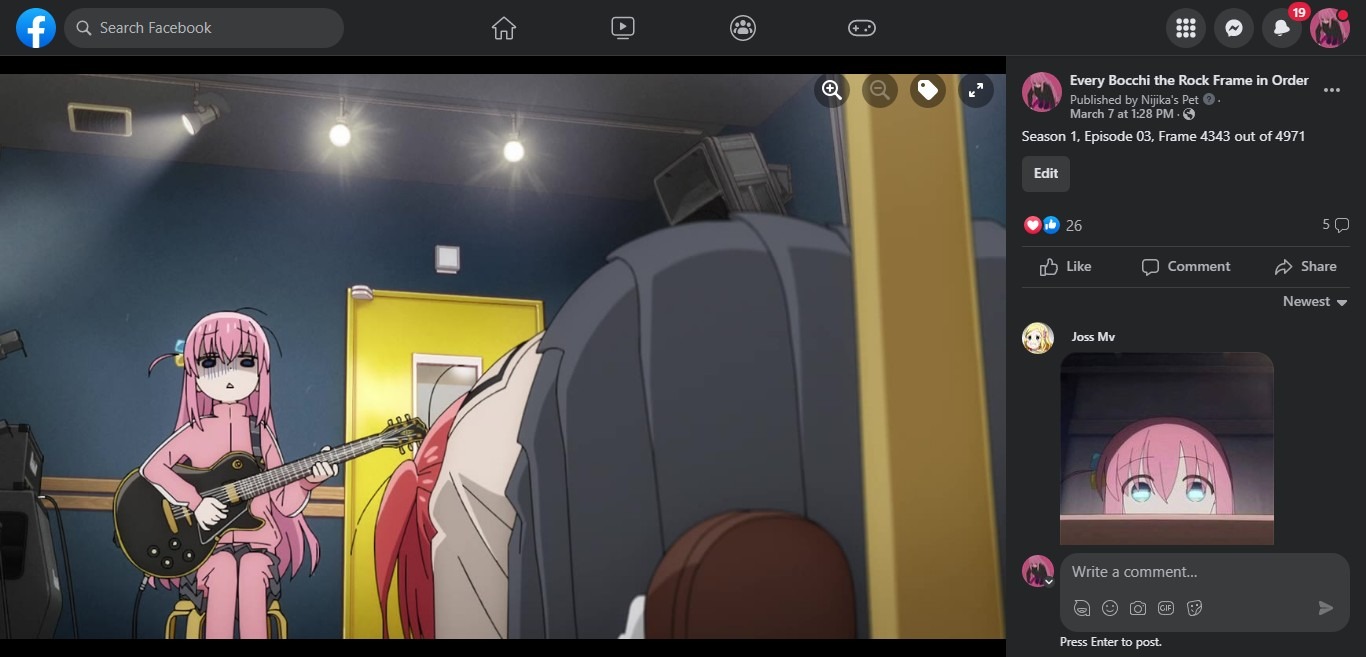 Search Facebook
19
Every Bocchi the Rock Frame in Order
Published by Nijika's Pet ·
March 7 at 1:28 PM ·
Season 1, Episode 03, Frame 4343 out of 4971
Edit
26
5
Like
Comment
Share
Newest
Joss Mv
Write a comment...
GIF
Press Enter to post.